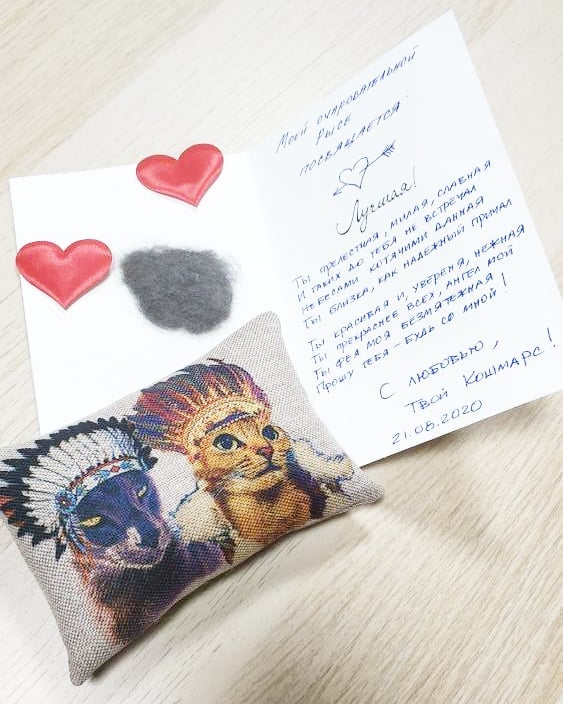 Моей очаровательной
Рысе
посвящается:
Лучшая!
Ты прелестная, милая, славная
И таких до тебя не встречал
Небесами котячими данная
Ты близка, как надежный причал
Ты красивая и, уверен, нежная
Ты прекраснее всех, ангел мой
Ты фея моя безмятежная
Прошу тебя - будь со мной!
С любовью,
Твой Кошмарс!
21.08.2020